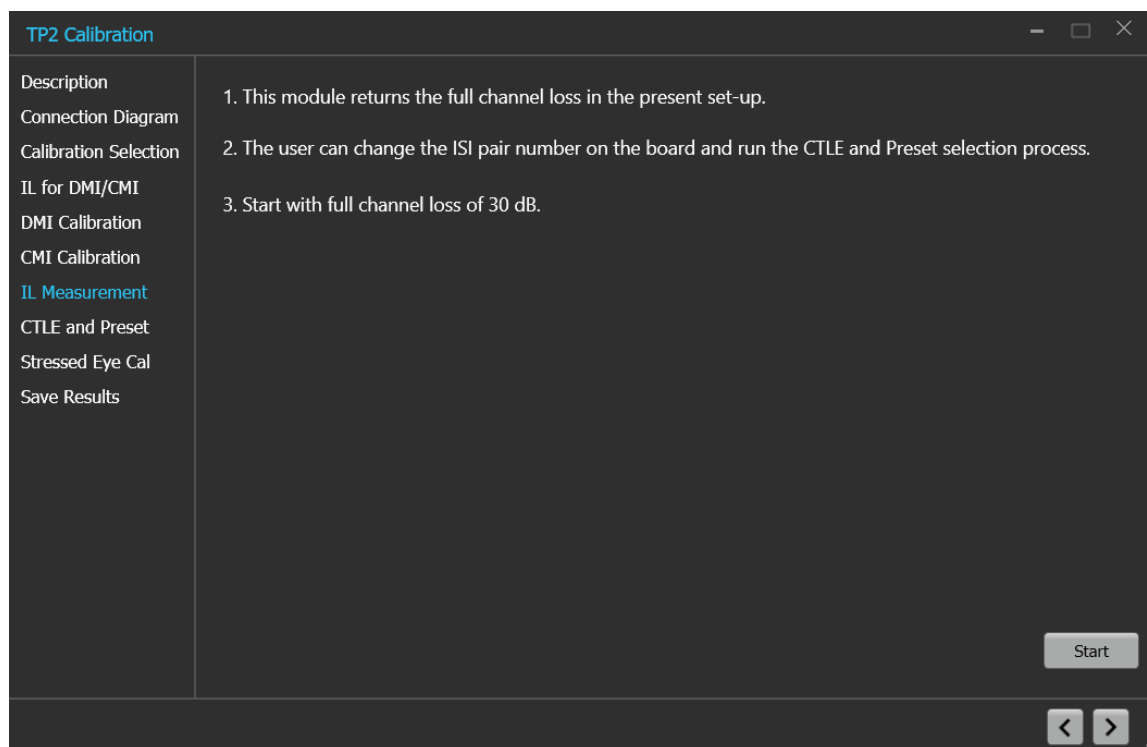 TP2 Calibration
Description
Connection Diagram
Calibration Selection
IL for DMI/CMI
DMI Calibration
CMI Calibration
IL Measurement
CTLE and Preset
Stressed Eye Cal
Save Results
1. This module returns the full channel loss in the present set-up.
2. The user can change the ISI pair number on the board and run the CTLE and Preset selection process.
3. Start with full channel loss of 30 dB.
Start